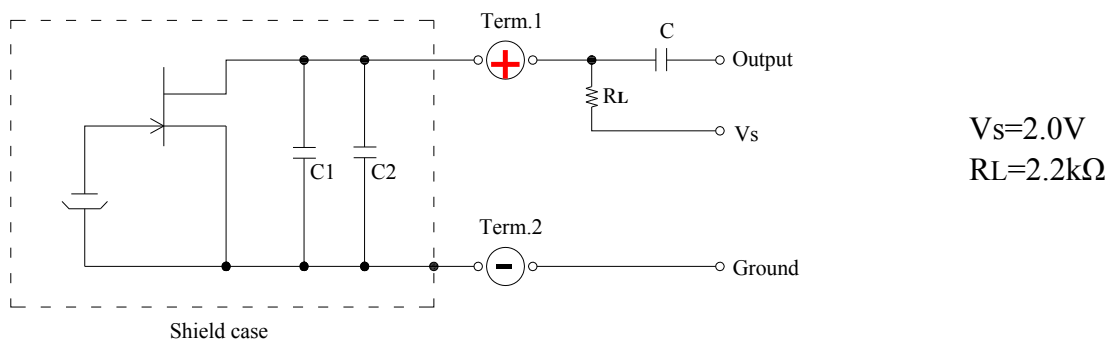 Term.1
C
Output
RL
Vs
Vs=2.0V
RL=2.2kΩ
C1
C2
Term.2
Ground
Shield case